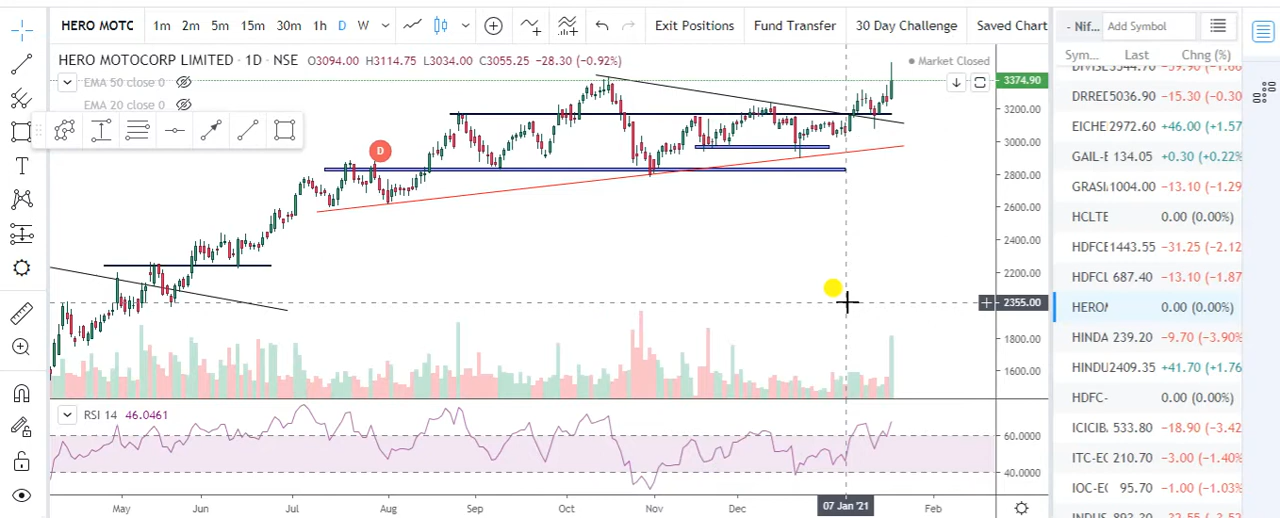 HERO MOTC 1m 2m 5m 15m 30m 1h D W Exit Positions Fund Transfer 30 Day Challenge Saved Chart
- Nif... Add Symbol
Sym... Last Chng (%)
HERO MOTOCORP LIMITED · 1D · NSE O3094.00 H3114.75 L3034.00 C3055.25 -28.30 (-0.92%)
Market Closed
EMA 50 close 0
EMA 20 close 0
D
3374.90
3200.00
3000.00
2800.00
2600.00
2400.00
2200.00
2355.00
1800.00
1600.00
RSI 14 46.0461
60.0000
40.0000
May Jun Jul Aug Sep Oct Nov Dec 07 Jan '21 Feb
DRREI 5036.90 -15.30 (-0.30
EICHE 2972.60 +46.00 (+1.57
GAIL-E 134.05 +0.30 (+0.22%
GRASI 1004.00 -13.10 (-1.29
HCLTE 0.00 (0.00%)
HDFCE 1443.55 -31.25 (-2.12
HDFCL 687.40 -13.10 (-1.87
HERO 0.00 (0.00%)
HINDA 239.20 -9.70 (-3.90%
HINDU 2409.35 +41.70 (+1.76
HDFC- 0.00 (0.00%)
ICICIB. 533.80 -18.90 (-3.42
ITC-EC 210.70 -3.00 (-1.40%
IOC-EC 95.70 -1.00 (-1.03%